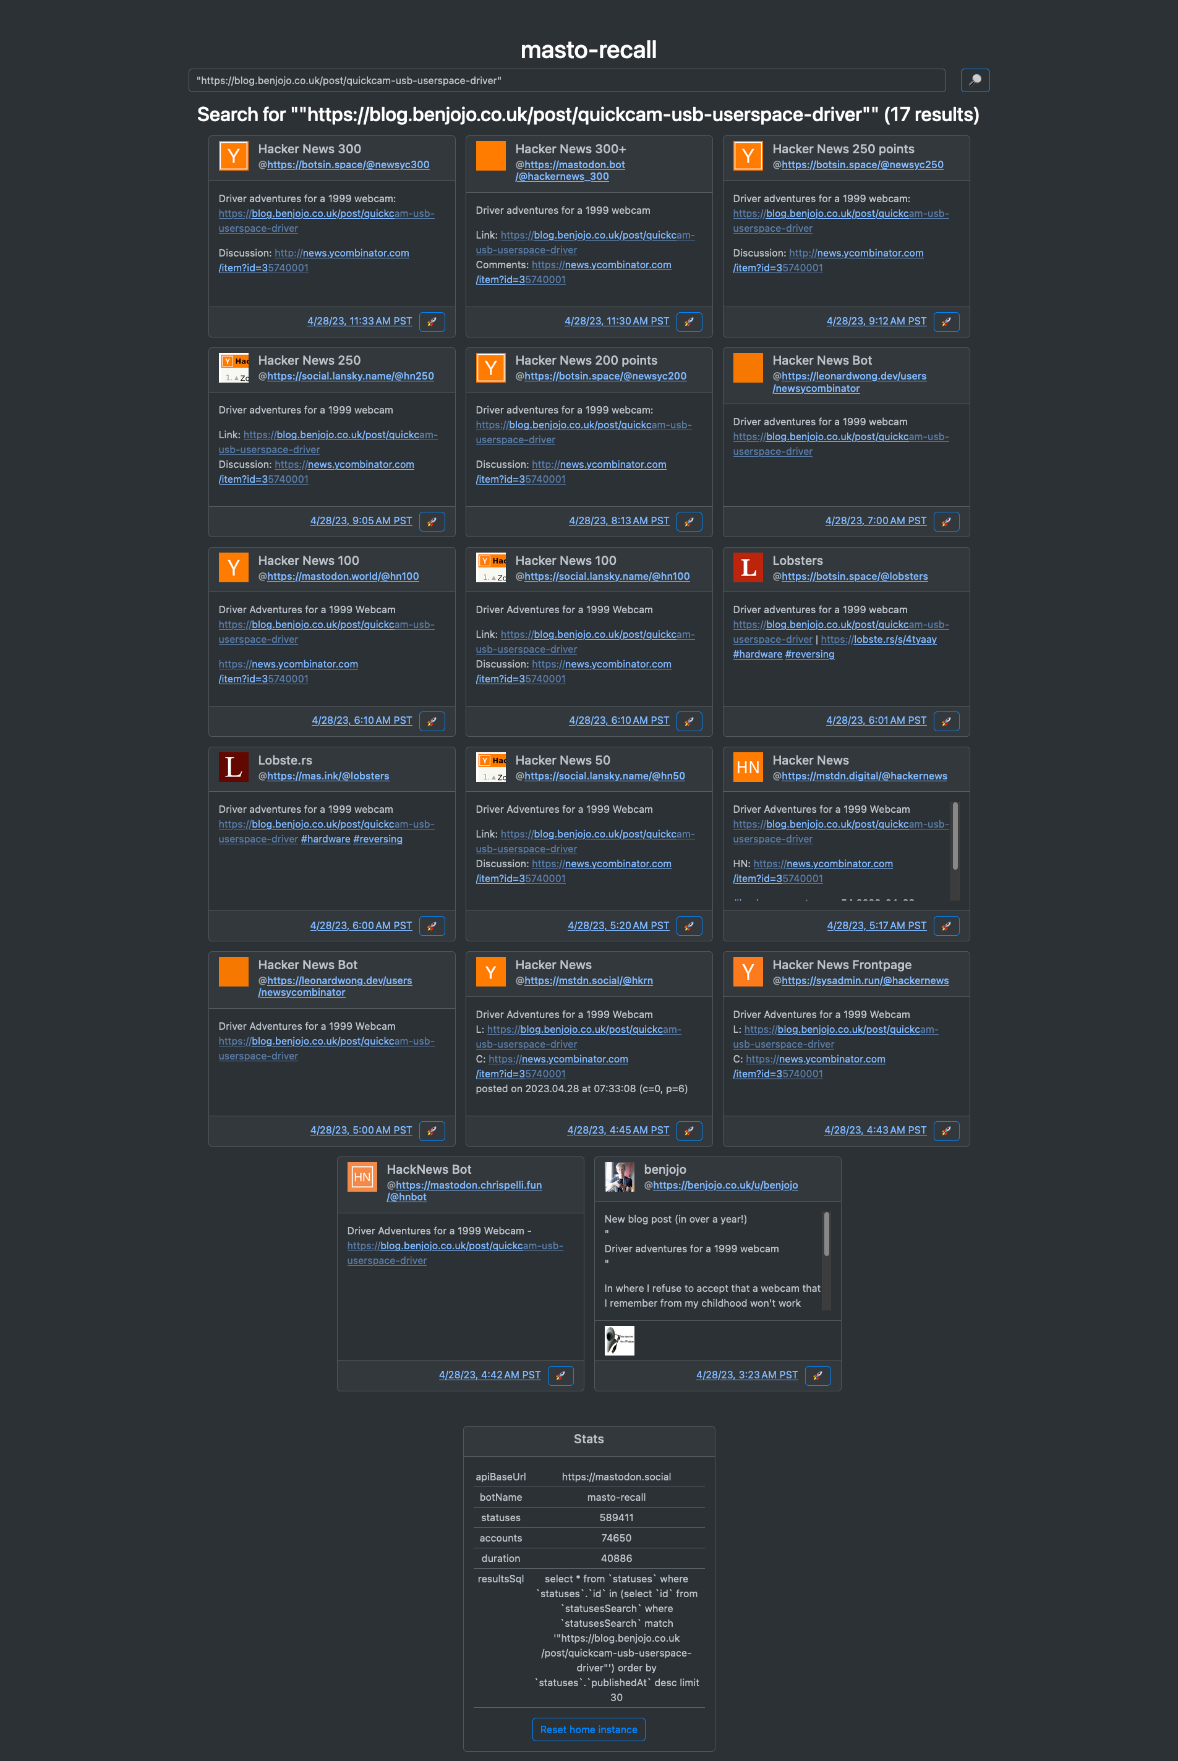 masto-recall
"https://blog.benjojo.co.uk/post/quickcam-usb-userspace-driver"
Search for ""https://blog.benjojo.co.uk/post/quickcam-usb-userspace-driver"" (17 results)
Y
Hacker News 300
@https://botsin.space/@newsyc300
Driver adventures for a 1999 webcam:
https://blog.benjojo.co.uk/post/quickcam-usb-
userspace-driver
Discussion: http://news.ycombinator.com
/item?id=35740001
4/28/23, 11:33 AM PST
Hacker News 300+
@https://mastodon.bot
/@hackernews_300
Driver adventures for a 1999 webcam
Link: https://blog.benjojo.co.uk/post/quickcam-
usb-userspace-driver
Comments: https://news.ycombinator.com
/item?id=35740001
4/28/23, 11:30 AM PST
Y
Hacker News 250 points
@https://botsin.space/@newsyc250
Driver adventures for a 1999 webcam:
https://blog.benjojo.co.uk/post/quickcam-usb-
userspace-driver
Discussion: http://news.ycombinator.com
/item?id=35740001
4/28/23, 9:12 AM PST
Y Hac
1. Zo
Hacker News 250
@https://social.lansky.name/@hn250
Driver adventures for a 1999 webcam
Link: https://blog.benjojo.co.uk/post/quickcam-
usb-userspace-driver
Discussion: https://news.ycombinator.com
/item?id=35740001
4/28/23, 9:05 AM PST
Y
Hacker News 200 points
@https://botsin.space/@newsyc200
Driver adventures for a 1999 webcam:
https://blog.benjojo.co.uk/post/quickcam-usb-
userspace-driver
Discussion: http://news.ycombinator.com
/item?id=35740001
4/28/23, 8:13 AM PST
Hacker News Bot
@https://leonardwong.dev/users
/newsycombinator
Driver adventures for a 1999 webcam
https://blog.benjojo.co.uk/post/quickcam-usb-
userspace-driver
4/28/23, 7:00 AM PST
Y
Hacker News 100
@https://mastodon.world/@hn100
Driver Adventures for a 1999 Webcam
https://blog.benjojo.co.uk/post/quickcam-usb-
userspace-driver
https://news.ycombinator.com
/item?id=35740001
4/28/23, 6:10 AM PST
Y Hac
1. Zo
Hacker News 100
@https://social.lansky.name/@hn100
Driver Adventures for a 1999 Webcam
Link: https://blog.benjojo.co.uk/post/quickcam-
usb-userspace-driver
Discussion: https://news.ycombinator.com
/item?id=35740001
4/28/23, 6:10 AM PST
L
Lobsters
@https://botsin.space/@lobsters
Driver adventures for a 1999 webcam
https://blog.benjojo.co.uk/post/quickcam-usb-
userspace-driver | https://lobste.rs/s/4tyaay
#hardware #reversing
4/28/23, 6:01 AM PST
L
Lobste.rs
@https://mas.ink/@lobsters
Driver adventures for a 1999 webcam
https://blog.benjojo.co.uk/post/quickcam-usb-
userspace-driver #hardware #reversing
4/28/23, 6:00 AM PST
Y Hac
1. Zo
Hacker News 50
@https://social.lansky.name/@hn50
Driver Adventures for a 1999 Webcam
Link: https://blog.benjojo.co.uk/post/quickcam-
usb-userspace-driver
Discussion: https://news.ycombinator.com
/item?id=35740001
4/28/23, 5:20 AM PST
HN
Hacker News
@https://mstdn.digital/@hackernews
Driver Adventures for a 1999 Webcam
https://blog.benjojo.co.uk/post/quickcam-usb-
userspace-driver
HN: https://news.ycombinator.com
/item?id=35740001
4/28/23, 5:17 AM PST
Hacker News Bot
@https://leonardwong.dev/users
/newsycombinator
Driver Adventures for a 1999 Webcam
https://blog.benjojo.co.uk/post/quickcam-usb-
userspace-driver
4/28/23, 5:00 AM PST
Y
Hacker News
@https://mstdn.social/@hkrn
Driver Adventures for a 1999 Webcam
L: https://blog.benjojo.co.uk/post/quickcam-
usb-userspace-driver
C: https://news.ycombinator.com
/item?id=35740001
posted on 2023.04.28 at 07:33:08 (c=0, p=6)
4/28/23, 4:45 AM PST
Y
Hacker News Frontpage
@https://sysadmin.run/@hackernews
Driver Adventures for a 1999 Webcam
L: https://blog.benjojo.co.uk/post/quickcam-
usb-userspace-driver
C: https://news.ycombinator.com
/item?id=35740001
4/28/23, 4:43 AM PST
HN
HackNews Bot
@https://mastodon.chrispelli.fun
/@hnbot
Driver Adventures for a 1999 Webcam -
https://blog.benjojo.co.uk/post/quickcam-usb-
userspace-driver
4/28/23, 4:42 AM PST
benjojo
@https://benjojo.co.uk/u/benjojo
New blog post (in over a year!)
"
Driver adventures for a 1999 webcam
"
In where I refuse to accept that a webcam that
I remember from my childhood won't work
4/28/23, 3:23 AM PST
Stats
apiBaseUrl https://mastodon.social
botName masto-recall
statuses 589411
accounts 74650
duration 40886
resultsSql select * from `statuses` where
`statuses`.`id` in (select `id` from
`statusesSearch` where
`statusesSearch` match
'"https://blog.benjojo.co.uk
/post/quickcam-usb-userspace-
driver"') order by
`statuses`.`publishedAt` desc limit
30
Reset home instance